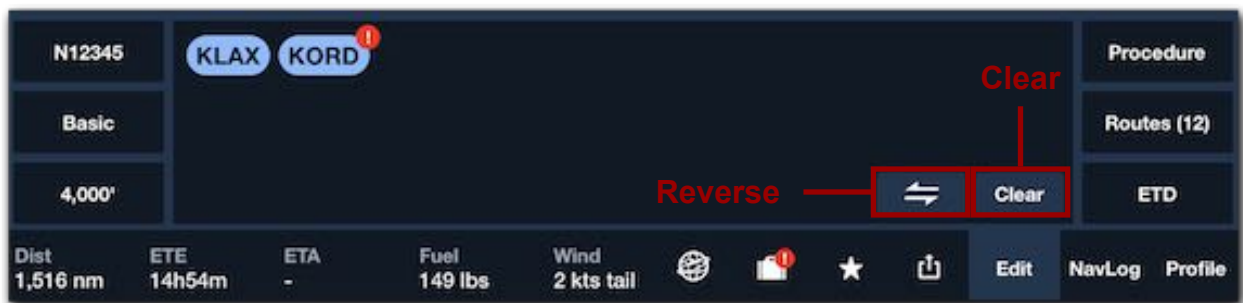 N12345
KLAX KORD !
Procedure
Clear
Basic
Routes (12)
4,000'
Reverse
Clear
ETD
Dist ETE ETA Fuel Wind
1,516 nm 14h54m - 149 lbs 2 kts tail
!
Edit NavLog Profile